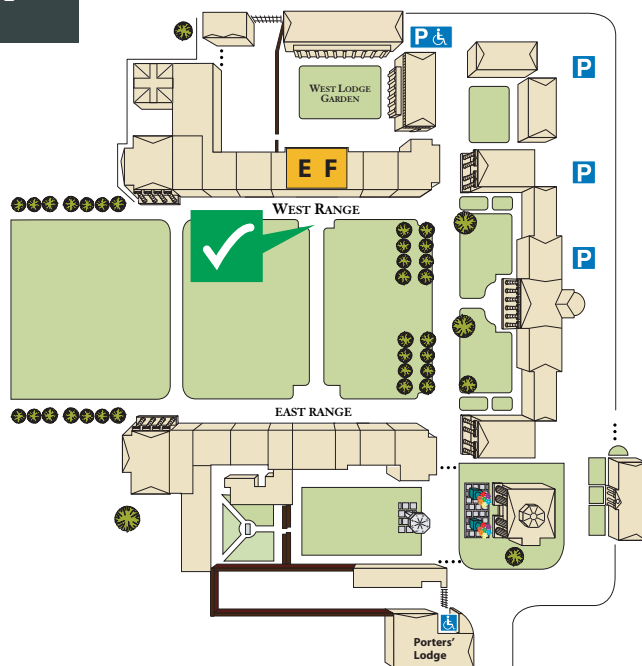 P
WEST LODGE
GARDEN
P
E F
P
WEST RANGE
P
EAST RANGE
Porters'
Lodge